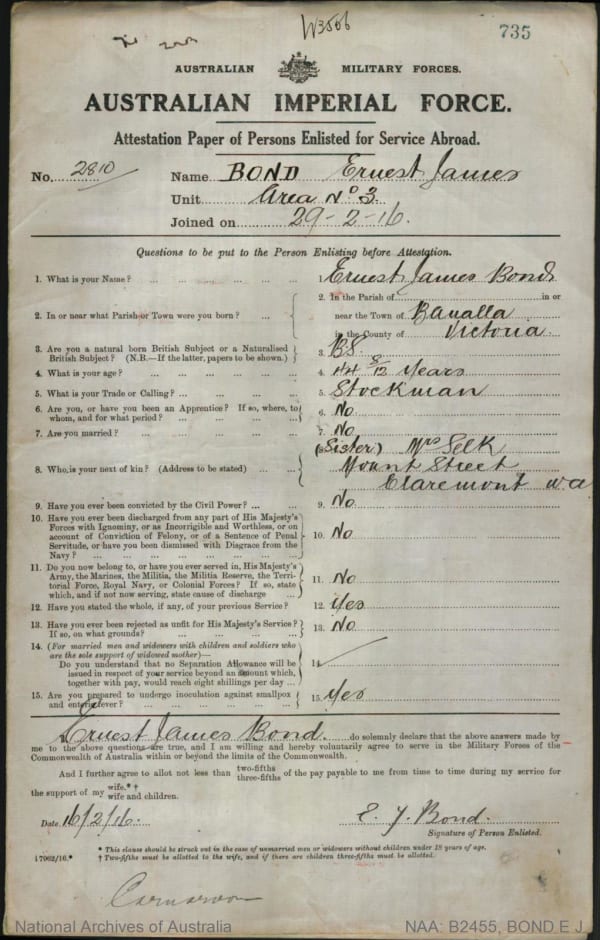 W3506
735
AUSTRALIAN MILITARY FORCES.
AUSTRALIAN IMPERIAL FORCE.
Attestation Paper of Persons Enlisted for Service Abroad.
No. 2810 Name BOND Ernest James
Unit Area No 3.
Joined on 29-2-16.
Questions to be put to the Person Enlisting before Attestation.
1. What is your Name? ... 1. Ernest James Bond
2. In or near what Parish or Town were you born? ... 2. In the Parish of ... in or
near the Town of Banalla
in the County of Victoria
3. Are you a natural born British Subject or a Naturalised
British Subject? (N.B.—If the latter, papers to be shown.) 3. BS.
4. What is your age? ... 4. 44 8/12 Years
5. What is your Trade or Calling? ... 5. Stockman
6. Are you, or have you been an Apprentice? If so, where, to
whom, and for what period? ... 6. No
7. Are you married? ... 7. No
8. Who is your next of kin? (Address to be stated) ... 8. (Sister) Mrs Selk
Mount Street
Claremont W.a
9. Have you ever been convicted by the Civil Power? ... 9. No
10. Have you ever been discharged from any part of His Majesty's
Forces with Ignominy, or as Incorrigible and Worthless, or on
account of Conviction of Felony, or of a Sentence of Penal
Servitude, or have you been dismissed with Disgrace from the
Navy? ... 10. No
11. Do you now belong to, or have you ever served in, His Majesty's
Army, the Marines, the Militia, the Militia Reserve, the Terri-
torial Force, Royal Navy, or Colonial Forces? If so, state
which, and if not now serving, state cause of discharge ... 11. No
12. Have you stated the whole, if any, of your previous Service? 12. Yes
13. Have you ever been rejected as unfit for His Majesty's Service?
If so, on what grounds? ... 13. No
14. (For married men and widowers with children and soldiers who
are the sole support of widowed mother)—
Do you understand that no Separation Allowance will be
issued in respect of your service beyond an amount which,
together with pay, would reach eight shillings per day ... 14.
15. Are you prepared to undergo inoculation against smallpox
and enteric fever? ... 15. Yes
I Ernest James Bond. do solemnly declare that the above answers made by
me to the above questions are true, and I am willing and hereby voluntarily agree to serve in the Military Forces of the
Commonwealth of Australia within or beyond the limits of the Commonwealth.
And I further agree to allot not less than two-fifths three-fifths of the pay payable to me from time to time during my service for
the support of my wife.* † wife and children.
Date 16/2/16.
E. J. Bond.
Signature of Person Enlisted.
* This clause should be struck out in the case of unmarried men or widowers without children under 18 years of age.
17962/16.* † Two-fifths must be allotted to the wife, and if there are children three-fifths must be allotted.
Carnarvon
National Archives of Australia NAA: B2455, BOND E J